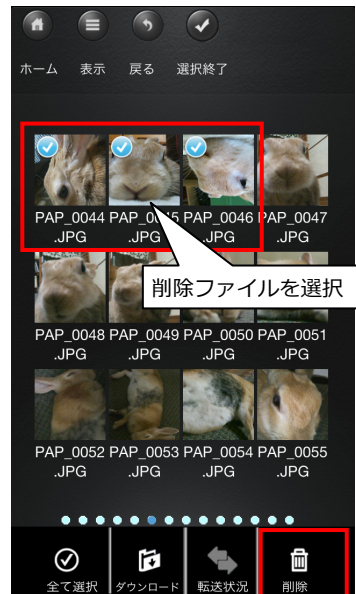 ホーム 表示 戻る 選択終了
PAP_0044 PAP_0045 PAP_0046 PAP_0047
.JPG .JPG .JPG .JPG
削除ファイルを選択
PAP_0048 PAP_0049 PAP_0050 PAP_0051
.JPG .JPG .JPG .JPG
PAP_0052 PAP_0053 PAP_0054 PAP_0055
.JPG .JPG .JPG .JPG
全て選択 ダウンロード 転送状況 削除